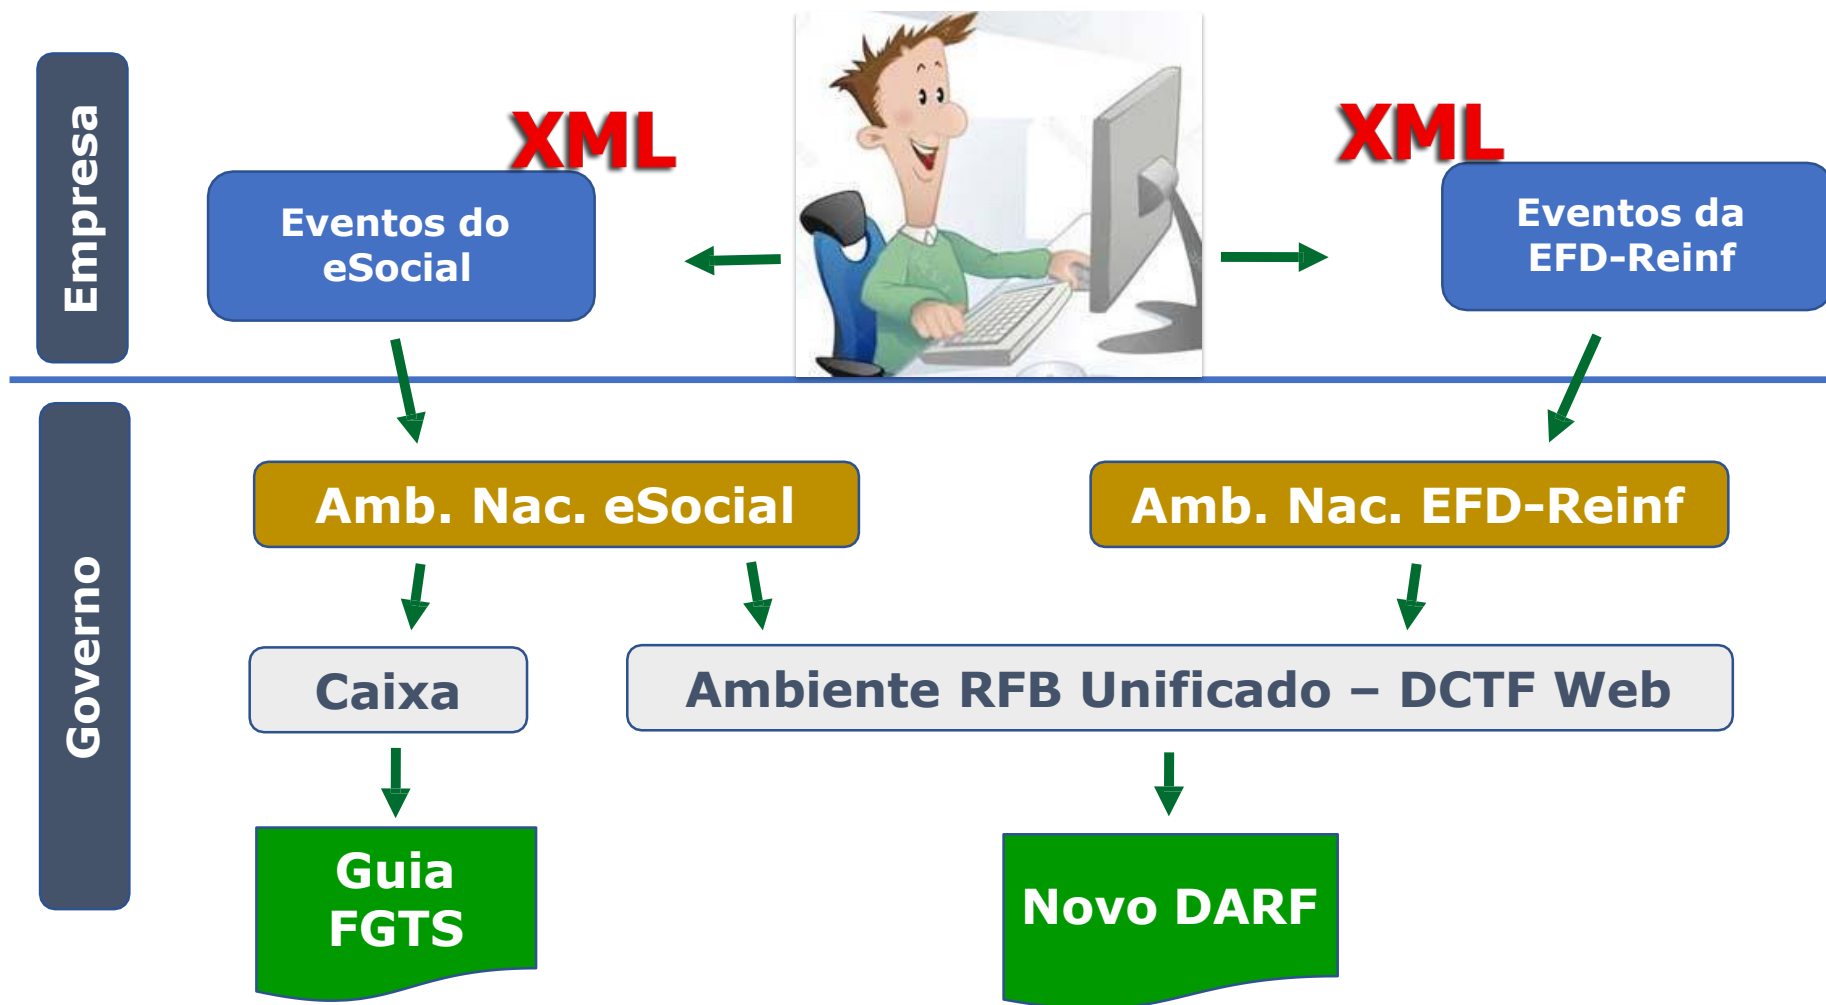 Empresa
XML
XML
Eventos do
eSocial
Eventos da
EFD-Reinf
Governo
Amb. Nac. eSocial
Amb. Nac. EFD-Reinf
Caixa
Ambiente RFB Unificado – DCTF Web
Guia
FGTS
Novo DARF